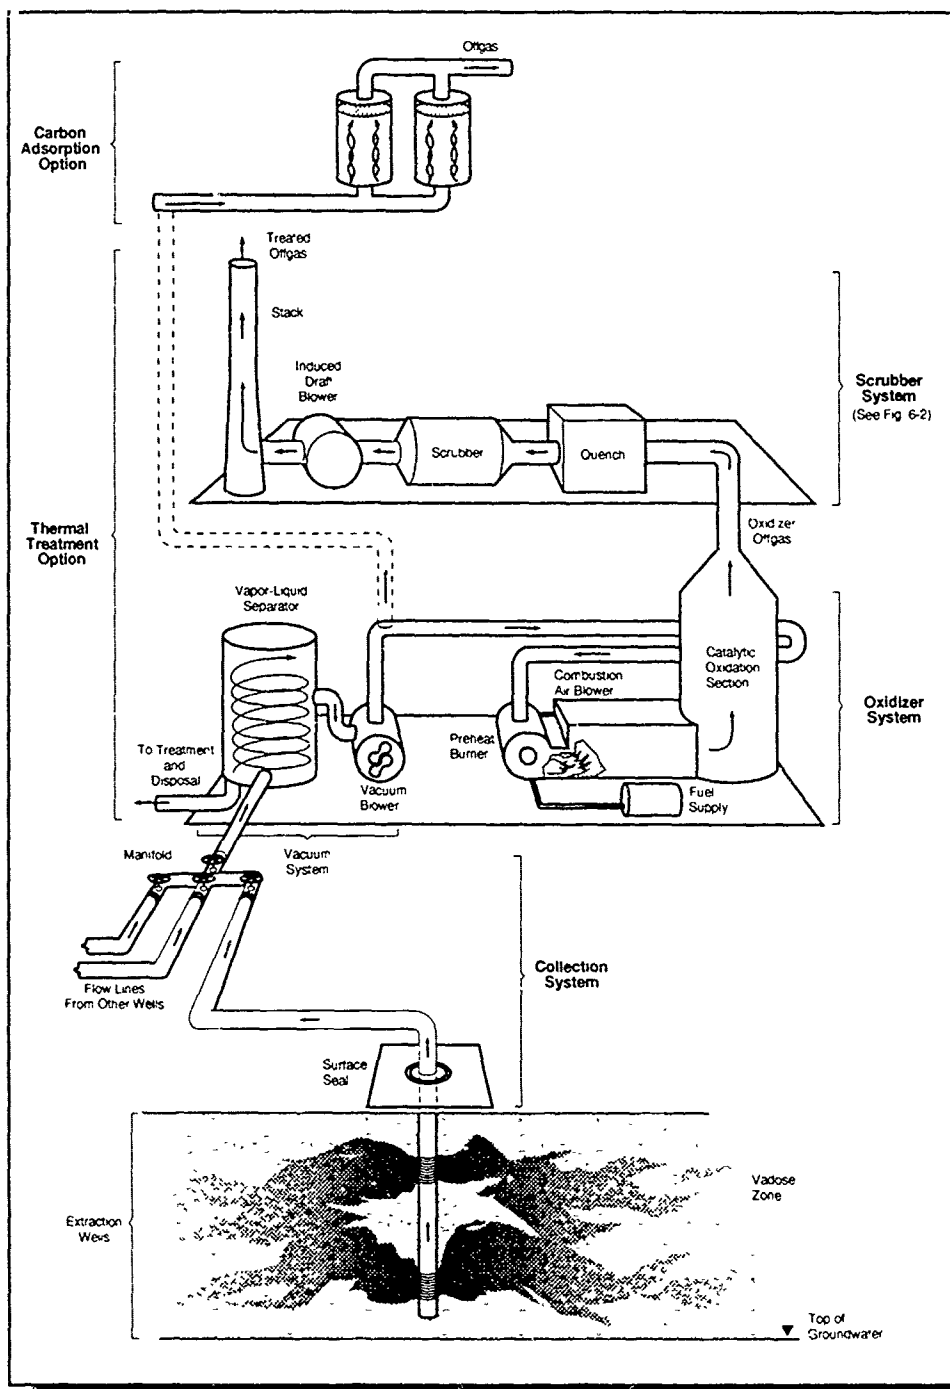 Offgas
Carbon
Adsorption
Option
Treated
Offgas
Stack
Induced
Draft
Blower
Scrubber
System
(See Fig. 6-2)
Scrubber
Quench
Thermal
Treatment
Option
Oxidizer
Offgas
Vapor-Liquid
Separator
Catalytic
Oxidation
Section
Combustion
Air Blower
Oxidizer
System
Preheat
Burner
To Treatment
and
Disposal
Vacuum
Blower
Fuel
Supply
Manifold
Vacuum
System
Collection
System
Flow Lines
From Other Wells
Surface
Seal
Vadose
Zone
Extraction
Wells
Top of
Groundwater